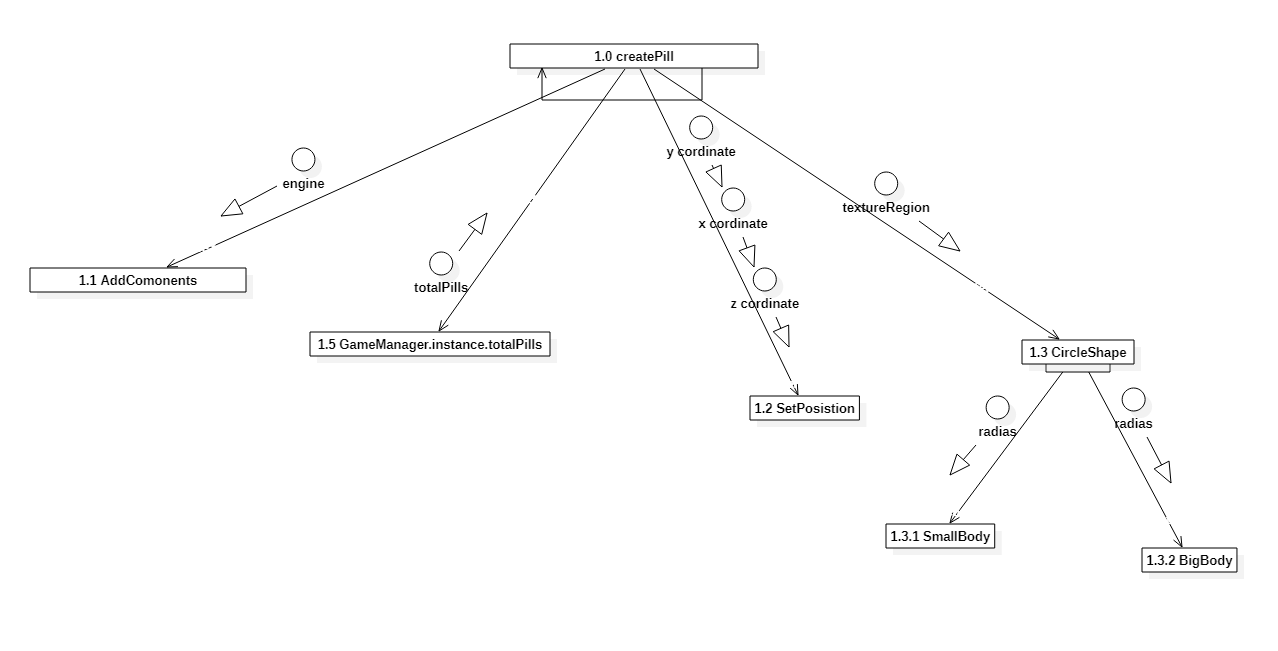 1.0 createPill
y cordinate
engine
textureRegion
x cordinate
1.1 AddComonents
totalPills
z cordinate
1.5 GameManager.instance.totalPills
1.3 CircleShape
1.2 SetPosistion
radias
radias
1.3.1 SmallBody
1.3.2 BigBody